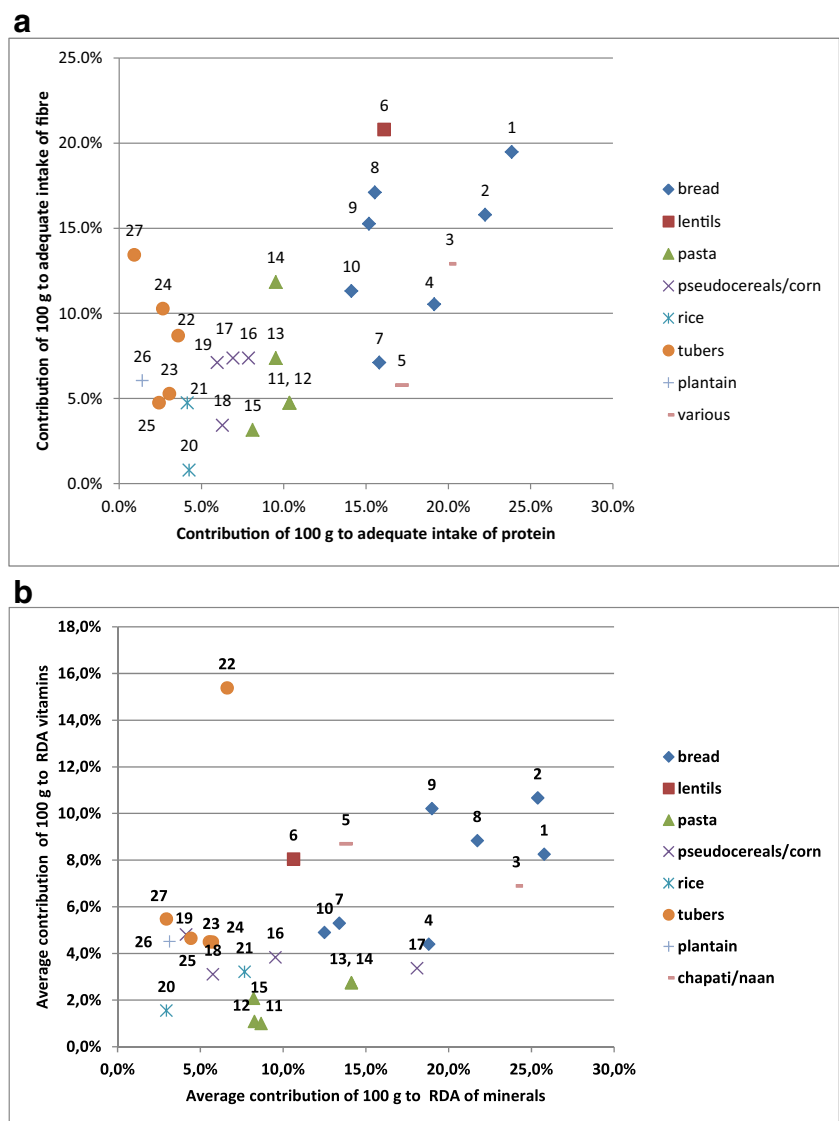 a
25.0%
20.0%
15.0%
10.0%
5.0%
0.0%
Contribution of 100 g to adequate intake of fibre
6
1
8
2
9
3
27
14
10
4
24
22
17
16
13
19
7
5
26
23
11, 12
21
18
15
25
20
0.0% 5.0% 10.0% 15.0% 20.0% 25.0% 30.0%
Contribution of 100 g to adequate intake of protein
bread
lentils
pasta
pseudocereals/corn
rice
tubers
plantain
various
b
18,0%
16,0%
14,0%
12,0%
10,0%
8,0%
6,0%
4,0%
2,0%
0,0%
Average contribution of 100 g to RDA vitamins
22
2
9
8
5
1
6
3
27
7
10
19
23
24
4
16
26
18
21
17
25
13, 14
20
15
12
11
0,0% 5,0% 10,0% 15,0% 20,0% 25,0% 30,0%
Average contribution of 100 g to RDA of minerals
bread
lentils
pasta
pseudocereals/corn
rice
tubers
plantain
chapati/naan